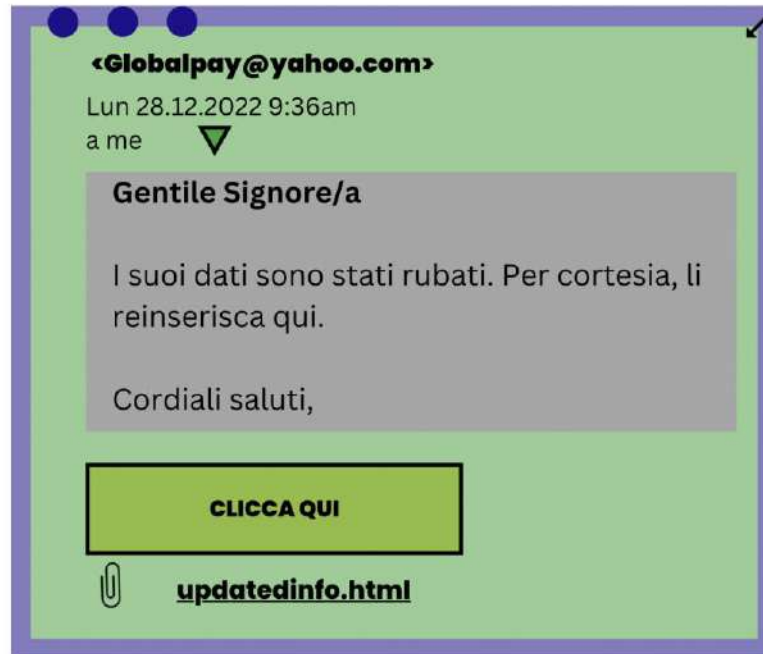 <Globalpay@yahoo.com>
Lun 28.12.2022 9:36am
a me
Gentile Signore/a
I suoi dati sono stati rubati. Per cortesia, li
reinserisca qui.
Cordiali saluti,
CLICCA QUI
updatedinfo.html